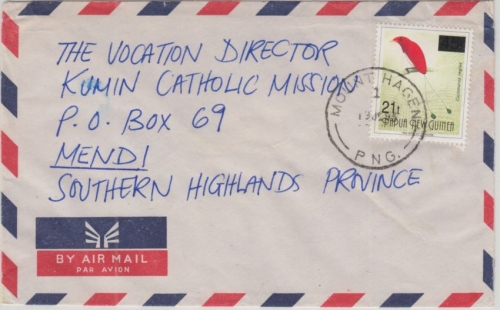 THE VOCATION DIRECTOR
KUMIN CATHOLIC MISSION
P.O. BOX 69
MENDI
SOUTHERN HIGHLANDS PROVINCE
21t
PAPUA NEW GUINEA
MOUNT HAGEN
1
P.N.G.
BY AIR MAIL
PAR AVION